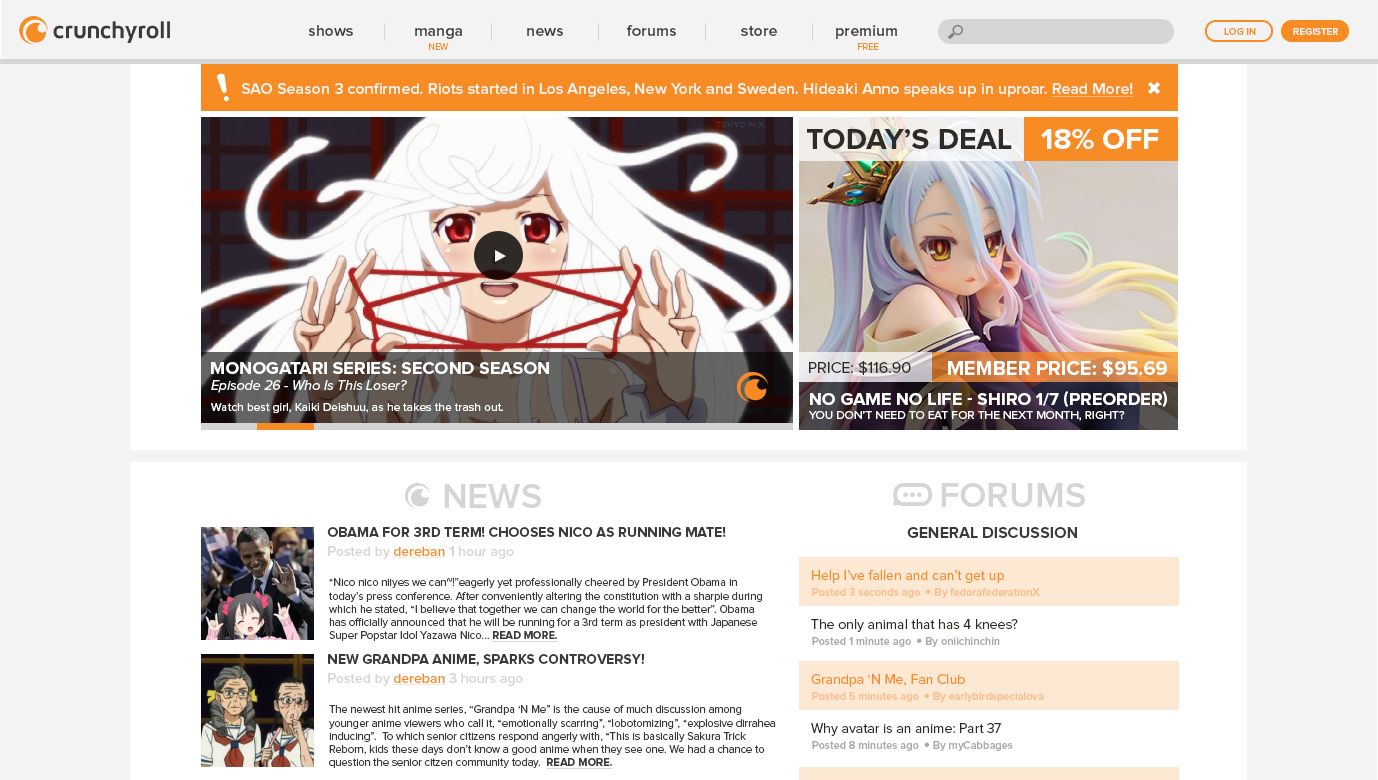 crunchyroll
shows
manga
NEW
news
forums
store
premium
FREE
LOG IN
REGISTER
SAO Season 3 confirmed. Riots started in Los Angeles, New York and Sweden. Hideaki Anno speaks up in uproar. Read More!
TOKYO MX
MONOGATARI SERIES: SECOND SEASON
Episode 26 - Who Is This Loser?
Watch best girl, Kaiki Deishuu, as he takes the trash out.
TODAY'S DEAL
18% OFF
PRICE: $116.90
MEMBER PRICE: $95.69
NO GAME NO LIFE - SHIRO 1/7 (PREORDER)
YOU DON'T NEED TO EAT FOR THE NEXT MONTH, RIGHT?
NEWS
OBAMA FOR 3RD TERM! CHOOSES NICO AS RUNNING MATE!
Posted by dereban 1 hour ago
"Nico nico niiyes we can~!"eagerly yet professionally cheered by President Obama in
today's press conference. After conveniently altering the constitution with a sharpie during
which he stated, "I believe that together we can change the world for the better". Obama
has officially announced that he will be running for a 3rd term as president with Japanese
Super Popstar Idol Yazawa Nico... READ MORE.
NEW GRANDPA ANIME, SPARKS CONTROVERSY!
Posted by dereban 3 hours ago
The newest hit anime series, "Grandpa 'N Me" is the cause of much discussion among
younger anime viewers who call it, "emotionally scarring", "lobotomizing", "explosive dirrahea
inducing".  To which senior citizens respond angerly with, "This is basically Sakura Trick
Reborn, kids these days don't know a good anime when they see one. We had a chance to
question the senior citzen community today.  READ MORE.
FORUMS
GENERAL DISCUSSION
Help I've fallen and can't get up
Posted 3 seconds ago • By fedorafederationX
The only animal that has 4 knees?
Posted 1 minute ago • By oniichinchin
Grandpa 'N Me, Fan Club
Posted 5 minutes ago • By earlybirdspecialova
Why avatar is an anime: Part 37
Posted 8 minutes ago • By myCabbages